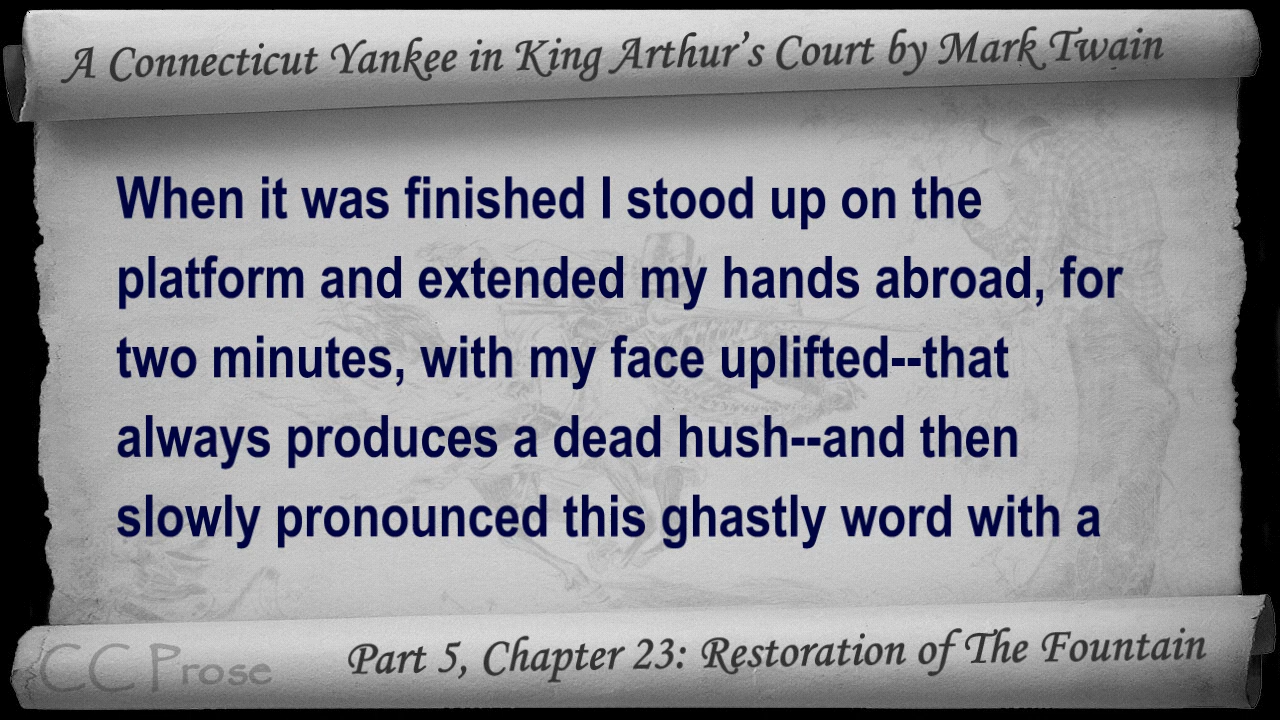 A Connecticut Yankee in King Arthur's Court by Mark Twain
When it was finished I stood up on the
platform and extended my hands abroad, for
two minutes, with my face uplifted--that
always produces a dead hush--and then
slowly pronounced this ghastly word with a
CC Prose
Part 5, Chapter 23: Restoration of The Fountain